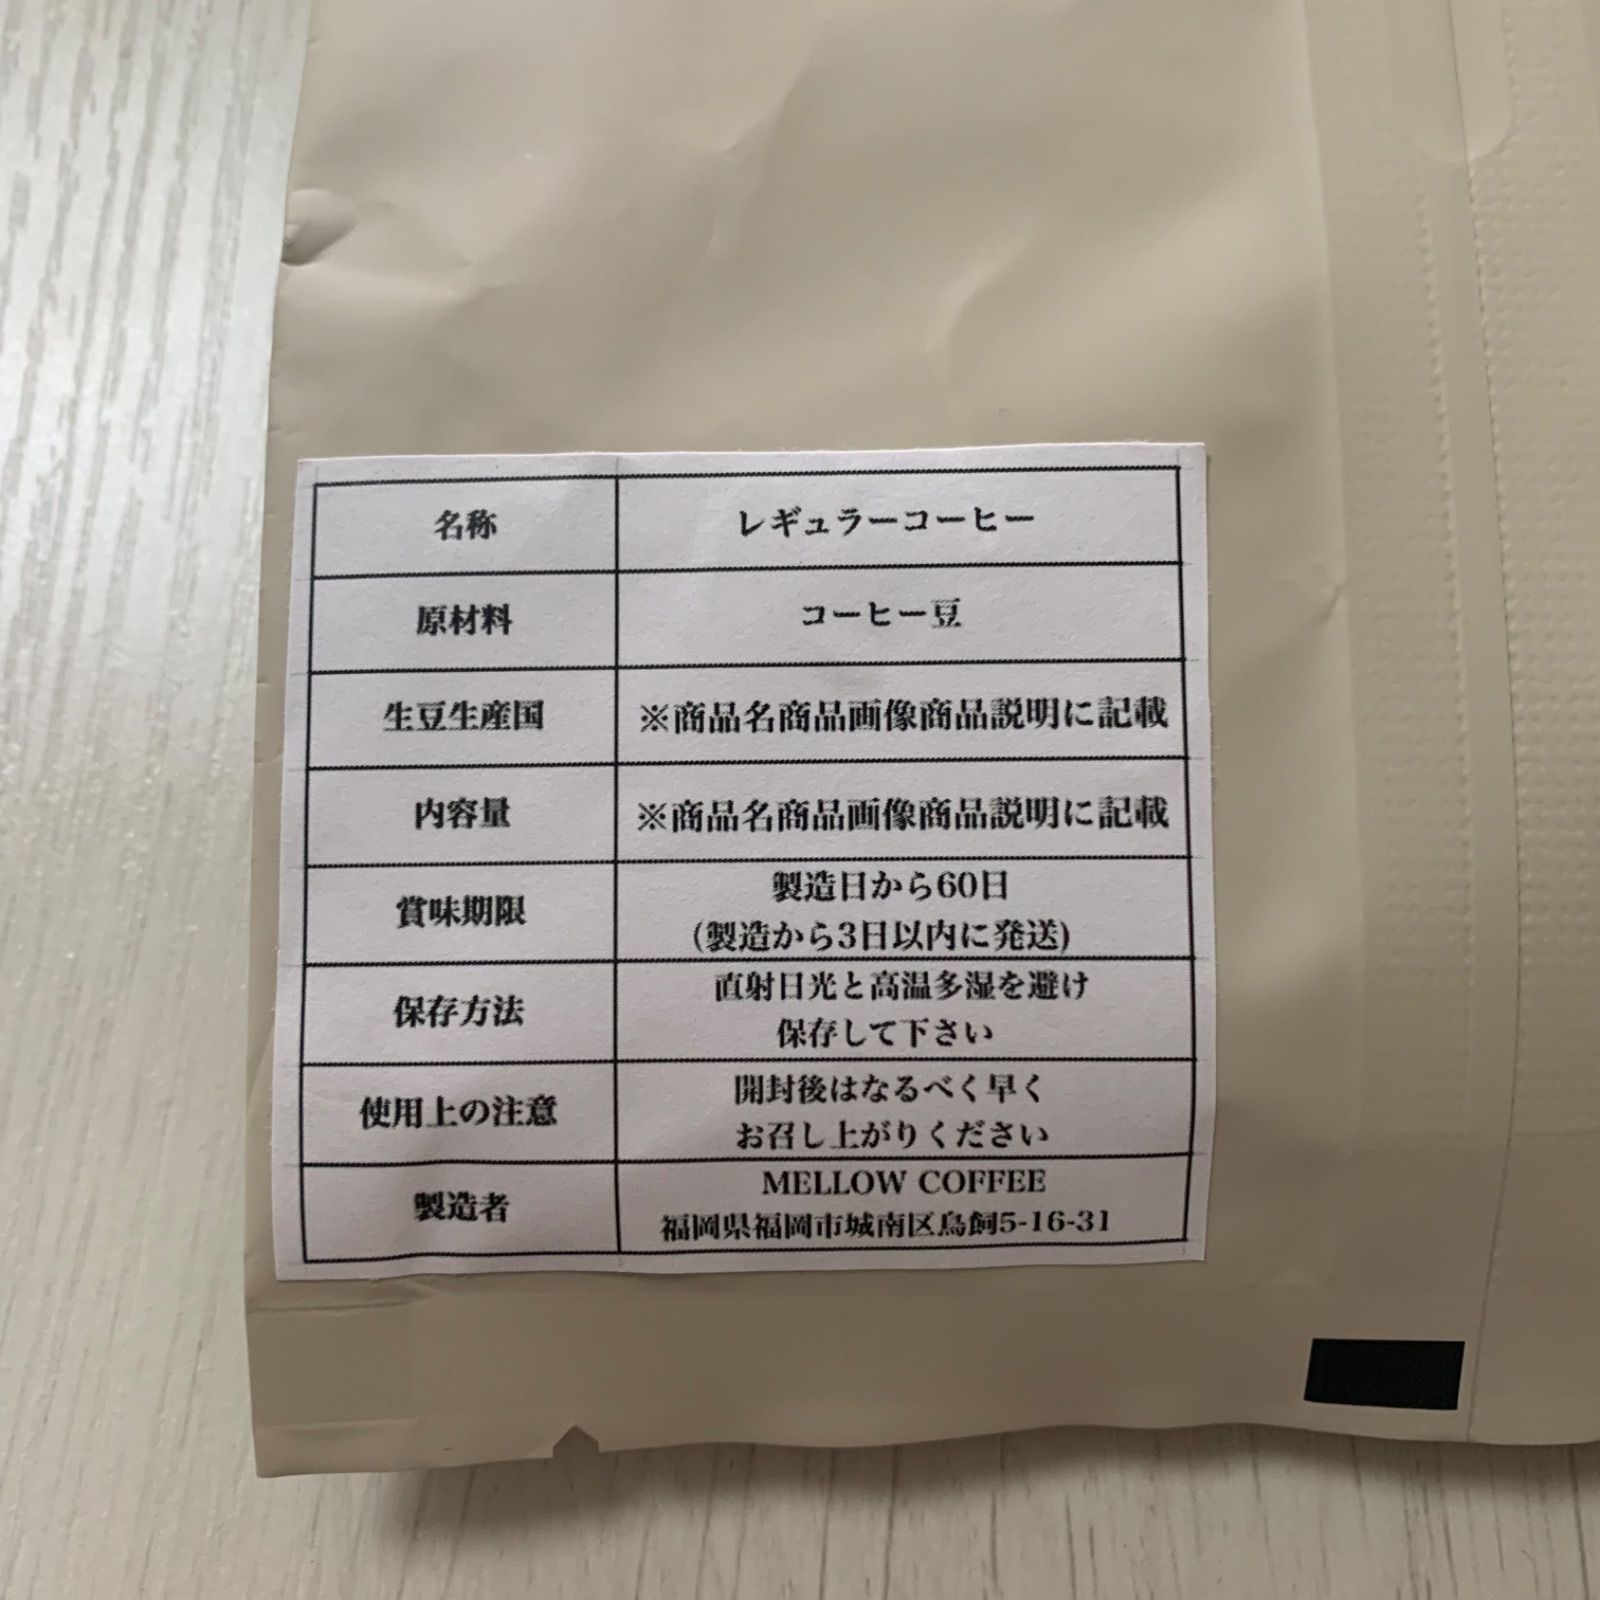 名称
レギュラーコーヒー
原材料
コーヒー豆
生豆生産国
※商品名商品画像商品説明に記載
内容量
※商品名商品画像商品説明に記載
賞味期限
製造日から60日
(製造から3日以内に発送)
保存方法
直射日光と高温多湿を避け
保存して下さい
使用上の注意
開封後はなるべく早く
お召し上がりください
製造者
MELLOW COFFEE
福岡県福岡市城南区鳥飼5-16-31